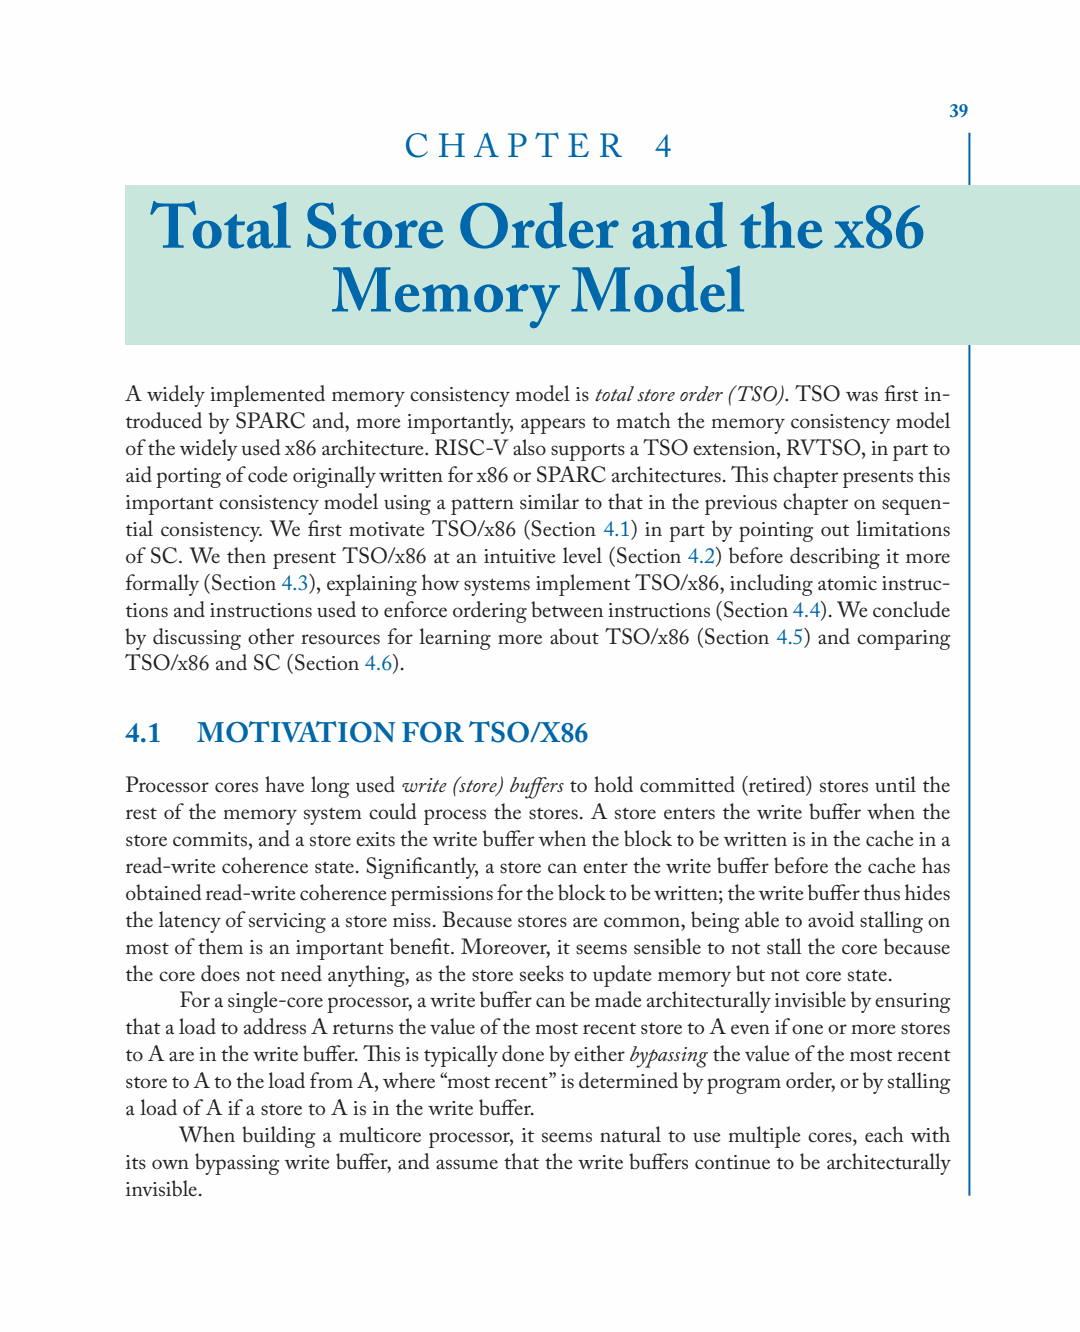 39
CHAPTER 4
Total Store Order and the x86
Memory Model
A widely implemented memory consistency model is total store order (TSO). TSO was first in-
troduced by SPARC and, more importantly, appears to match the memory consistency model
of the widely used x86 architecture. RISC-V also supports a TSO extension, RVTSO, in part to
aid porting of code originally written for x86 or SPARC architectures. This chapter presents this
important consistency model using a pattern similar to that in the previous chapter on sequen-
tial consistency. We first motivate TSO/x86 (Section 4.1) in part by pointing out limitations
of SC. We then present TSO/x86 at an intuitive level (Section 4.2) before describing it more
formally (Section 4.3), explaining how systems implement TSO/x86, including atomic instruc-
tions and instructions used to enforce ordering between instructions (Section 4.4). We conclude
by discussing other resources for learning more about TSO/x86 (Section 4.5) and comparing
TSO/x86 and SC (Section 4.6).
4.1 MOTIVATION FOR TSO/X86
Processor cores have long used write (store) buffers to hold committed (retired) stores until the
rest of the memory system could process the stores. A store enters the write buffer when the
store commits, and a store exits the write buffer when the block to be written is in the cache in a
read-write coherence state. Significantly, a store can enter the write buffer before the cache has
obtained read-write coherence permissions for the block to be written; the write buffer thus hides
the latency of servicing a store miss. Because stores are common, being able to avoid stalling on
most of them is an important benefit. Moreover, it seems sensible to not stall the core because
the core does not need anything, as the store seeks to update memory but not core state.
For a single-core processor, a write buffer can be made architecturally invisible by ensuring
that a load to address A returns the value of the most recent store to A even if one or more stores
to A are in the write buffer. This is typically done by either bypassing the value of the most recent
store to A to the load from A, where “most recent” is determined by program order, or by stalling
a load of A if a store to A is in the write buffer.
When building a multicore processor, it seems natural to use multiple cores, each with
its own bypassing write buffer, and assume that the write buffers continue to be architecturally
invisible.